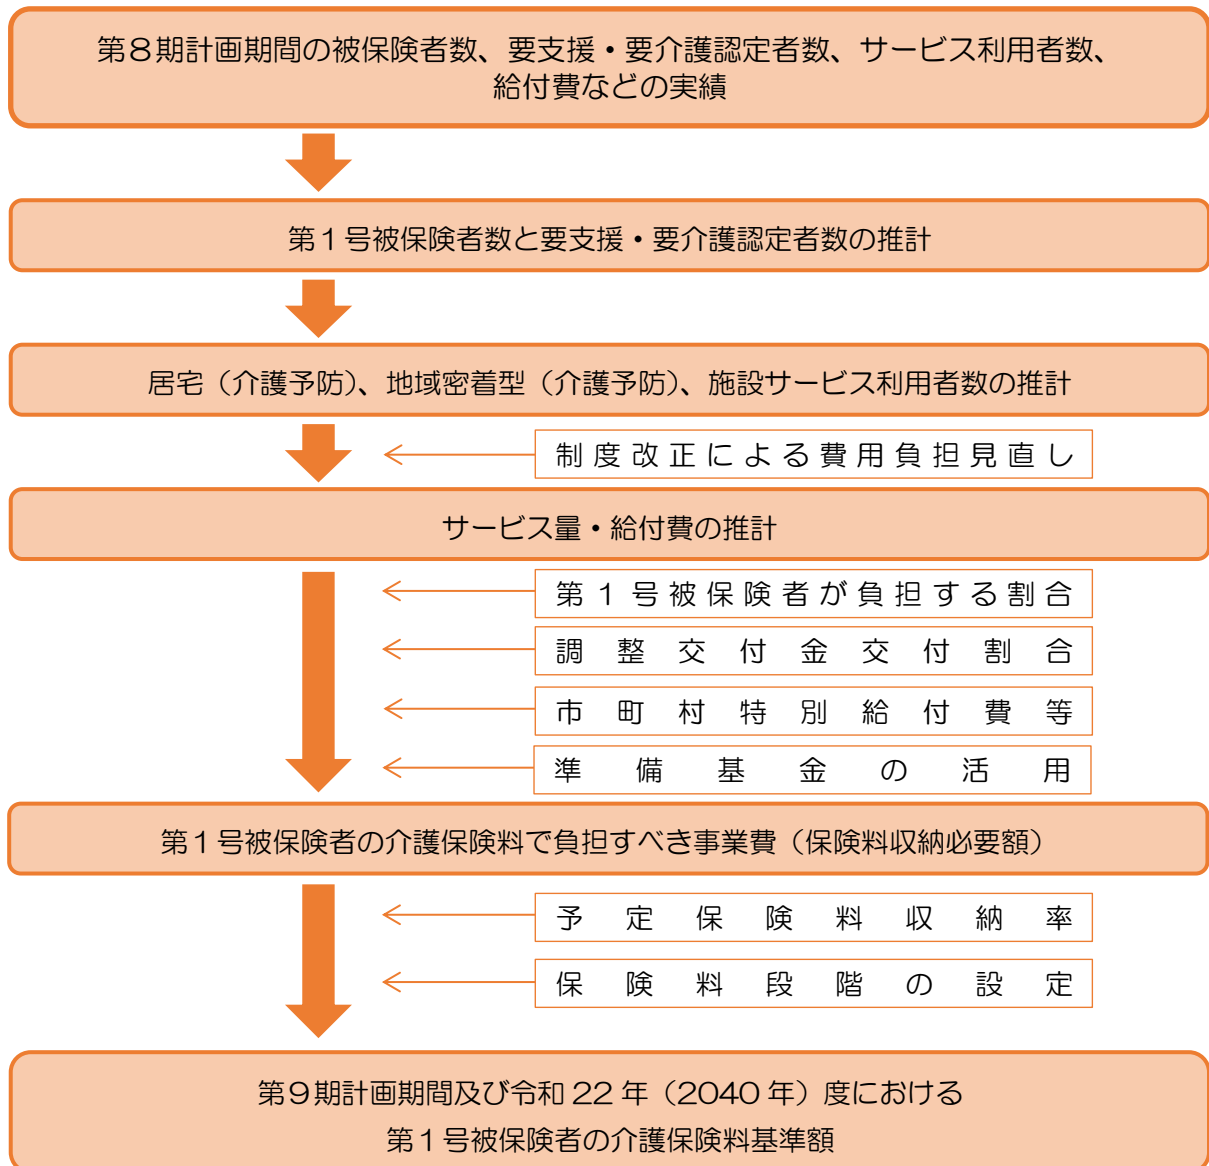 第8期計画期間の被保険者数、要支援・要介護認定者数、サービス利用者数、
給付費などの実績
第1号被保険者数と要支援・要介護認定者数の推計
居宅（介護予防）、地域密着型（介護予防）、施設サービス利用者数の推計
制度改正による費用負担見直し
サービス量・給付費の推計
第1号被保険者が負担する割合
調整交付金交付割合
市町村特別給付費等
準備基金の活用
第1号被保険者の介護保険料で負担すべき事業費（保険料収納必要額）
予定保険料収納率
保険料段階の設定
第9期計画期間及び令和 22 年（2040 年）度における
第1号被保険者の介護保険料基準額